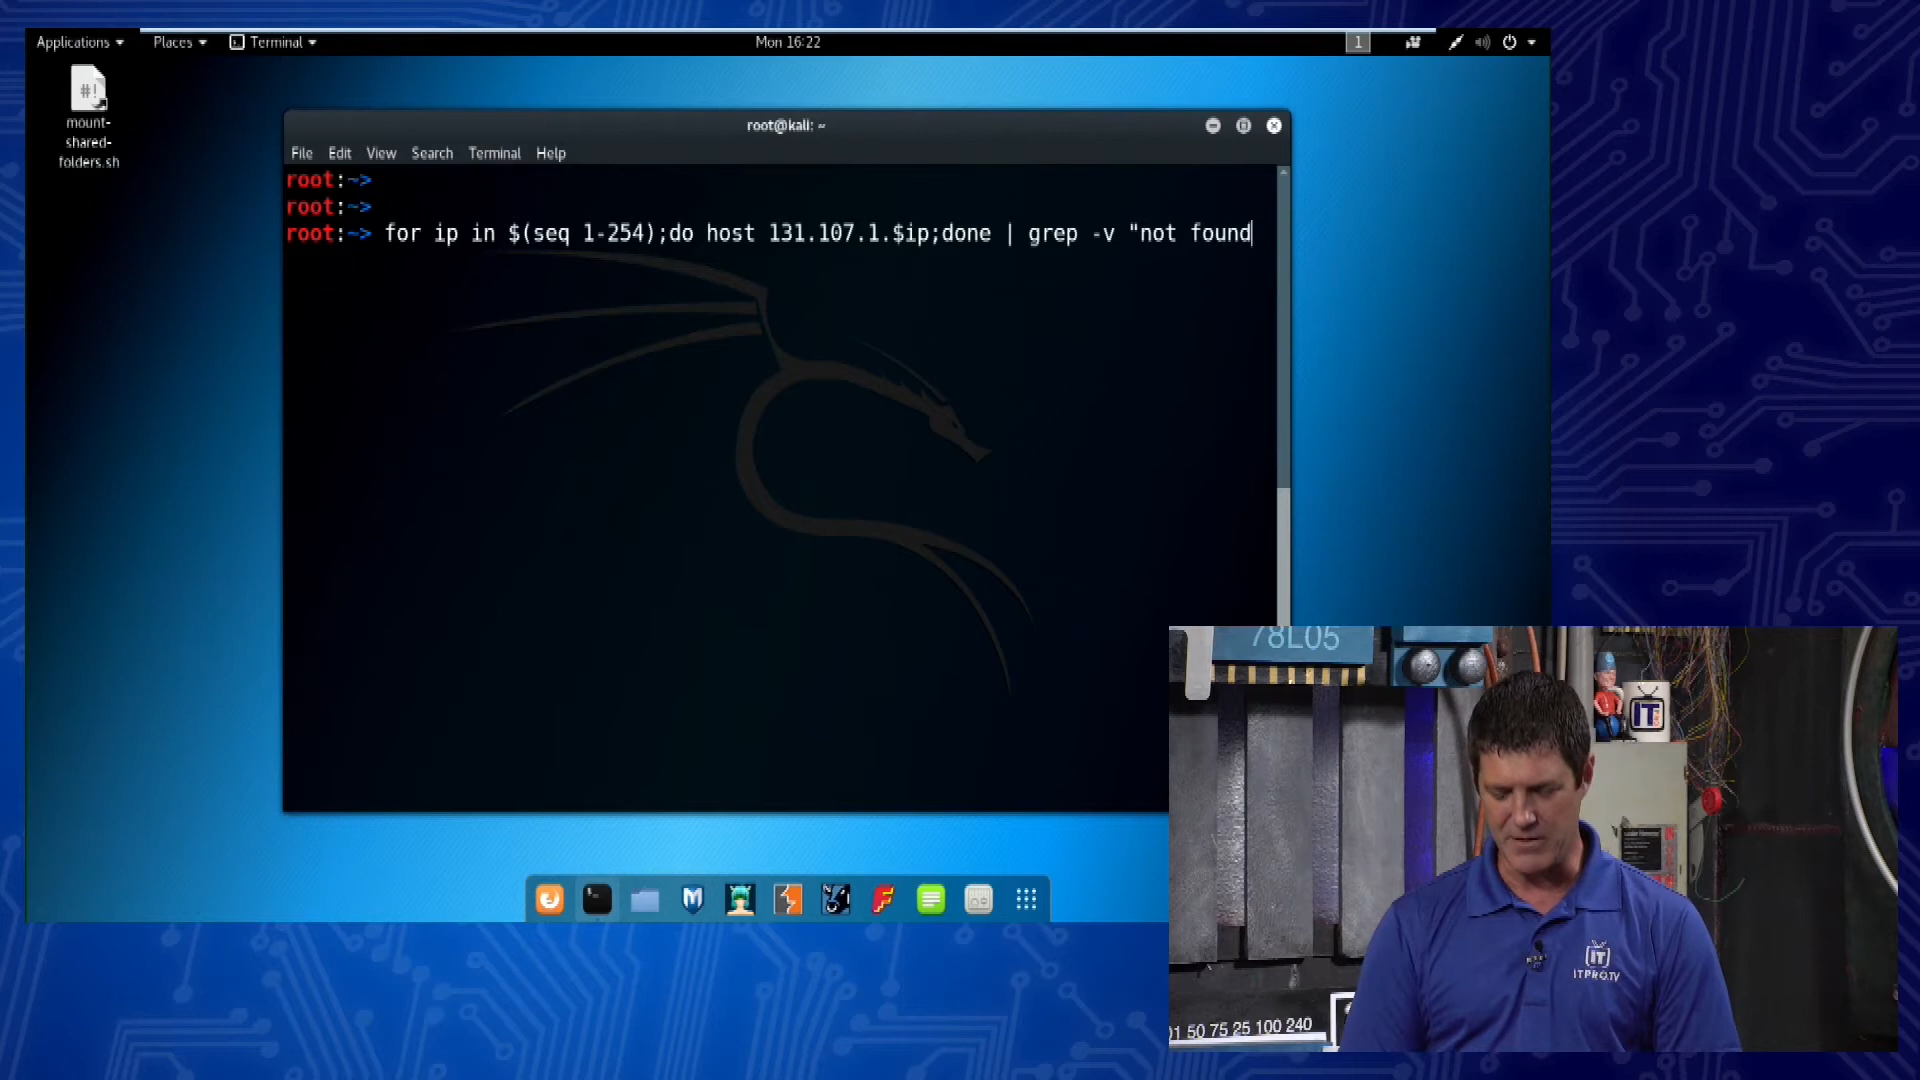 Applications Places Terminal Mon 16:22 1
#!
mount-
shared-
folders.sh
root@kali: ~
File Edit View Search Terminal Help
root:~>
root:~>
root:~> for ip in $(seq 1-254);do host 131.107.1.$ip;done | grep -v "not found
78L05
IT
IT
ITPRO.TV
01 50 75 25 100 240